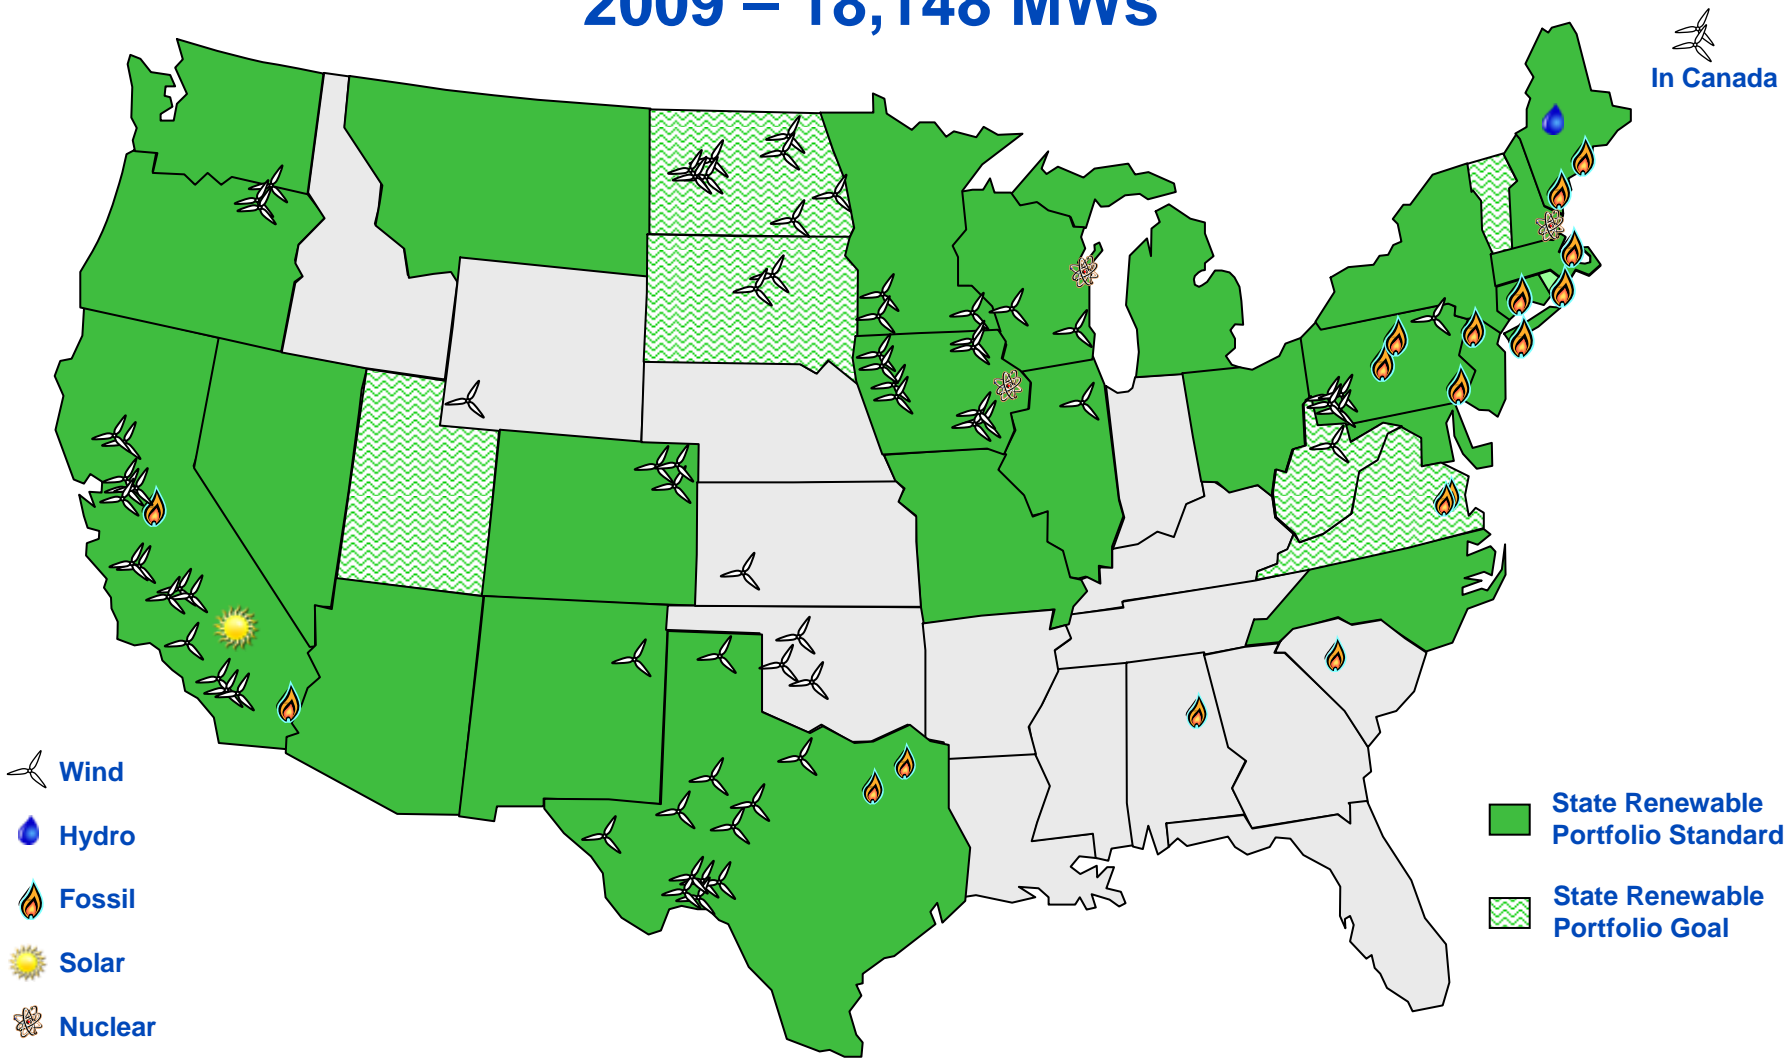 2009 – 18,148 MWs
In Canada
Wind
Hydro
Fossil
Solar
Nuclear
State Renewable
Portfolio Standard
State Renewable
Portfolio Goal